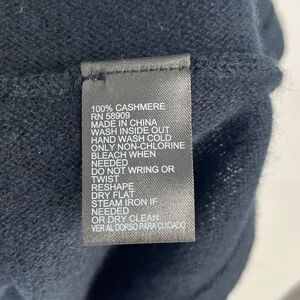 100% CASHMERE
RN 58909
MADE IN CHINA
WASH INSIDE OUT
HAND WASH COLD
ONLY NON-CHLORINE
BLEACH WHEN
NEEDED
DO NOT WRING OR
TWIST
RESHAPE
DRY FLAT
STEAM IRON IF
NEEDED
OR DRY CLEAN.
VER AL DORSO PARA CUIDADO